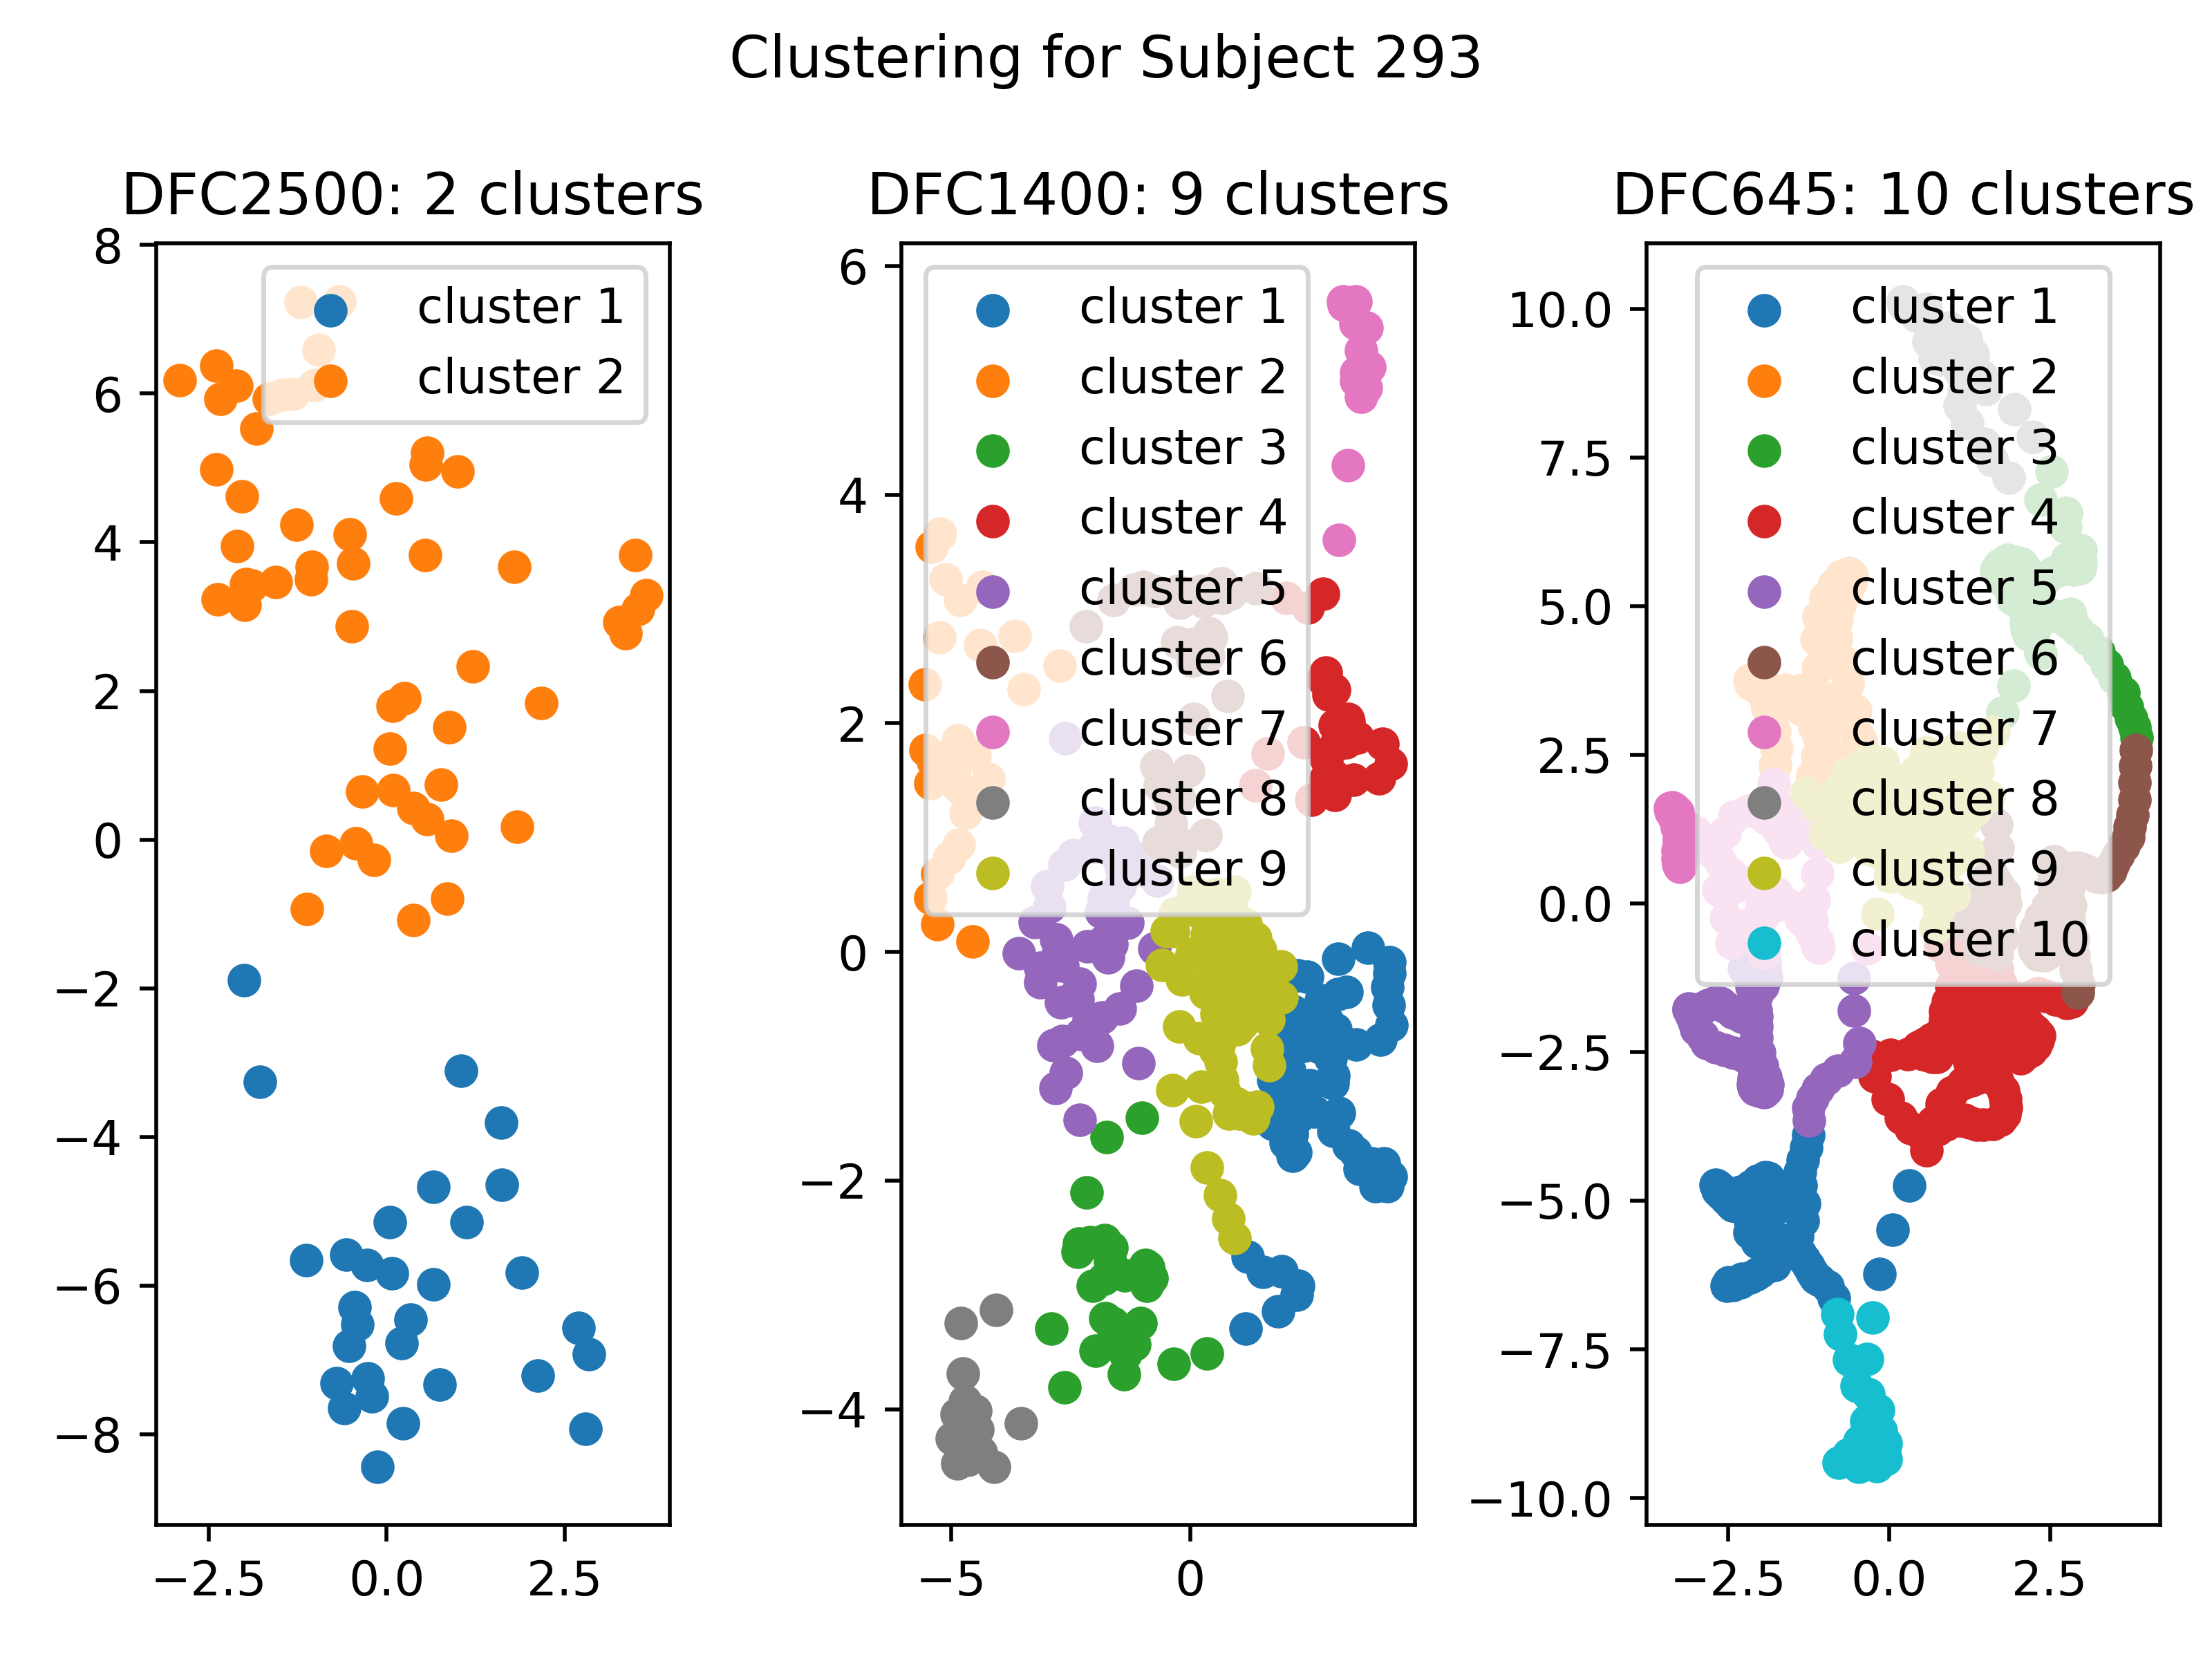 Clustering for Subject 293
DFC2500: 2 clusters
8
6
4
2
0
−2
−4
−6
−8
−2.5 0.0 2.5
cluster 1
cluster 2
DFC1400: 9 clusters
6
4
2
0
−2
−4
−5 0
cluster 1
cluster 2
cluster 3
cluster 4
cluster 5
cluster 6
cluster 7
cluster 8
cluster 9
DFC645: 10 clusters
10.0
7.5
5.0
2.5
0.0
−2.5
−5.0
−7.5
−10.0
−2.5 0.0 2.5
cluster 1
cluster 2
cluster 3
cluster 4
cluster 5
cluster 6
cluster 7
cluster 8
cluster 9
cluster 10